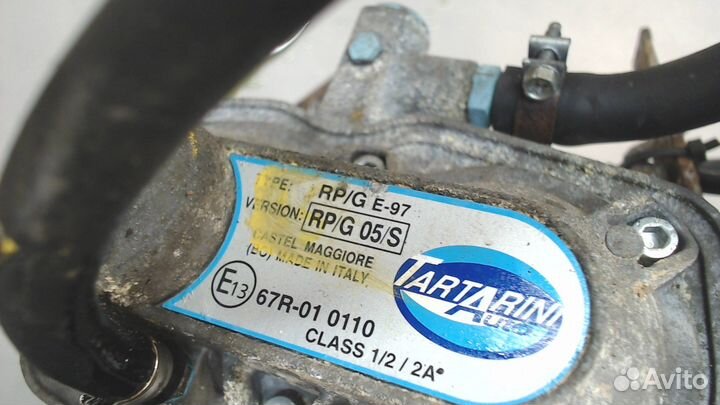 TYPE: RP/G E-97
VERSION: RP/G 05/S
CASTEL MAGGIORE
(BO) MADE IN ITALY.
E13 67R-01 0110
CLASS 1/2/2A°
TARTARINI
AUTO
Avito